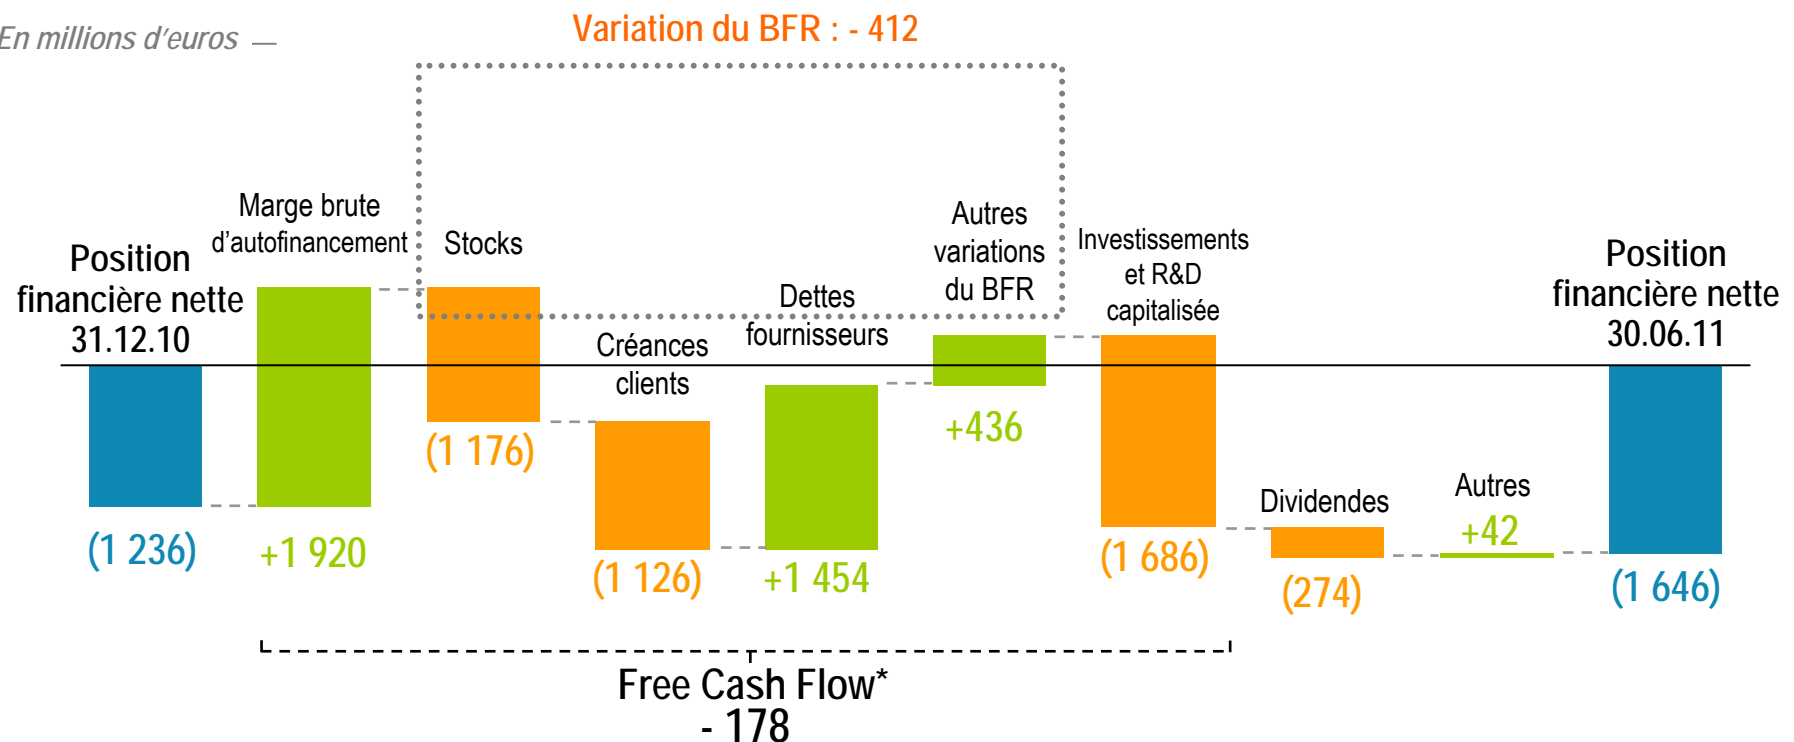 En millions d'euros
Variation du BFR : - 412
Position
financière nette
31.12.10
(1 236)
Marge brute
d'autofinancement
+1 920
Stocks
(1 176)
Créances
clients
(1 126)
Dettes
fournisseurs
+1 454
Autres
variations
du BFR
+436
Investissements
et R&D
capitalisée
(1 686)
Dividendes
(274)
Autres
+42
Position
financière nette
30.06.11
(1 646)
Free Cash Flow*
- 178